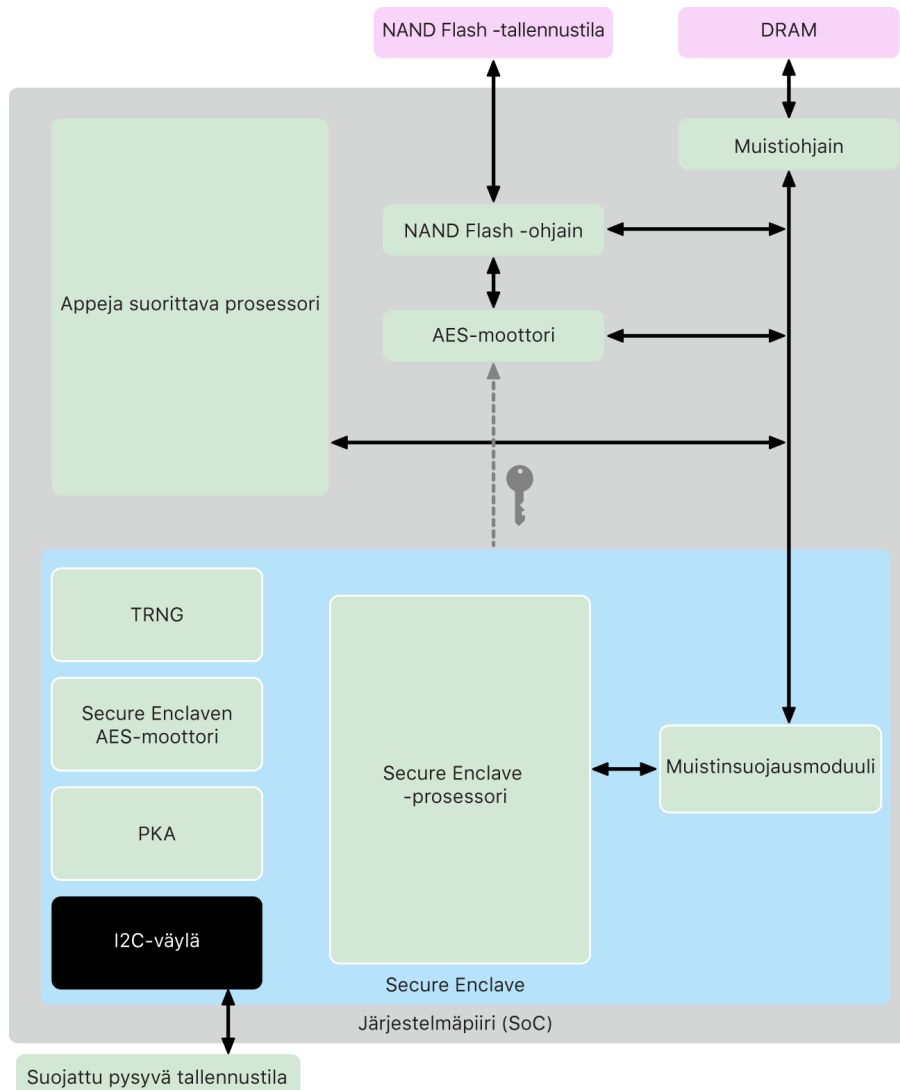 NAND Flash -tallennustila
DRAM
Muistiohjain
NAND Flash -ohjain
Appeja suorittava prosessori
AES-moottori
TRNG
Secure Enclaven
AES-moottori
Secure Enclave
-prosessori
Muistinsuojausmoduuli
PKA
I2C-väylä
Secure Enclave
Järjestelmäpiiri (SoC)
Suojattu pysyvä tallennustila